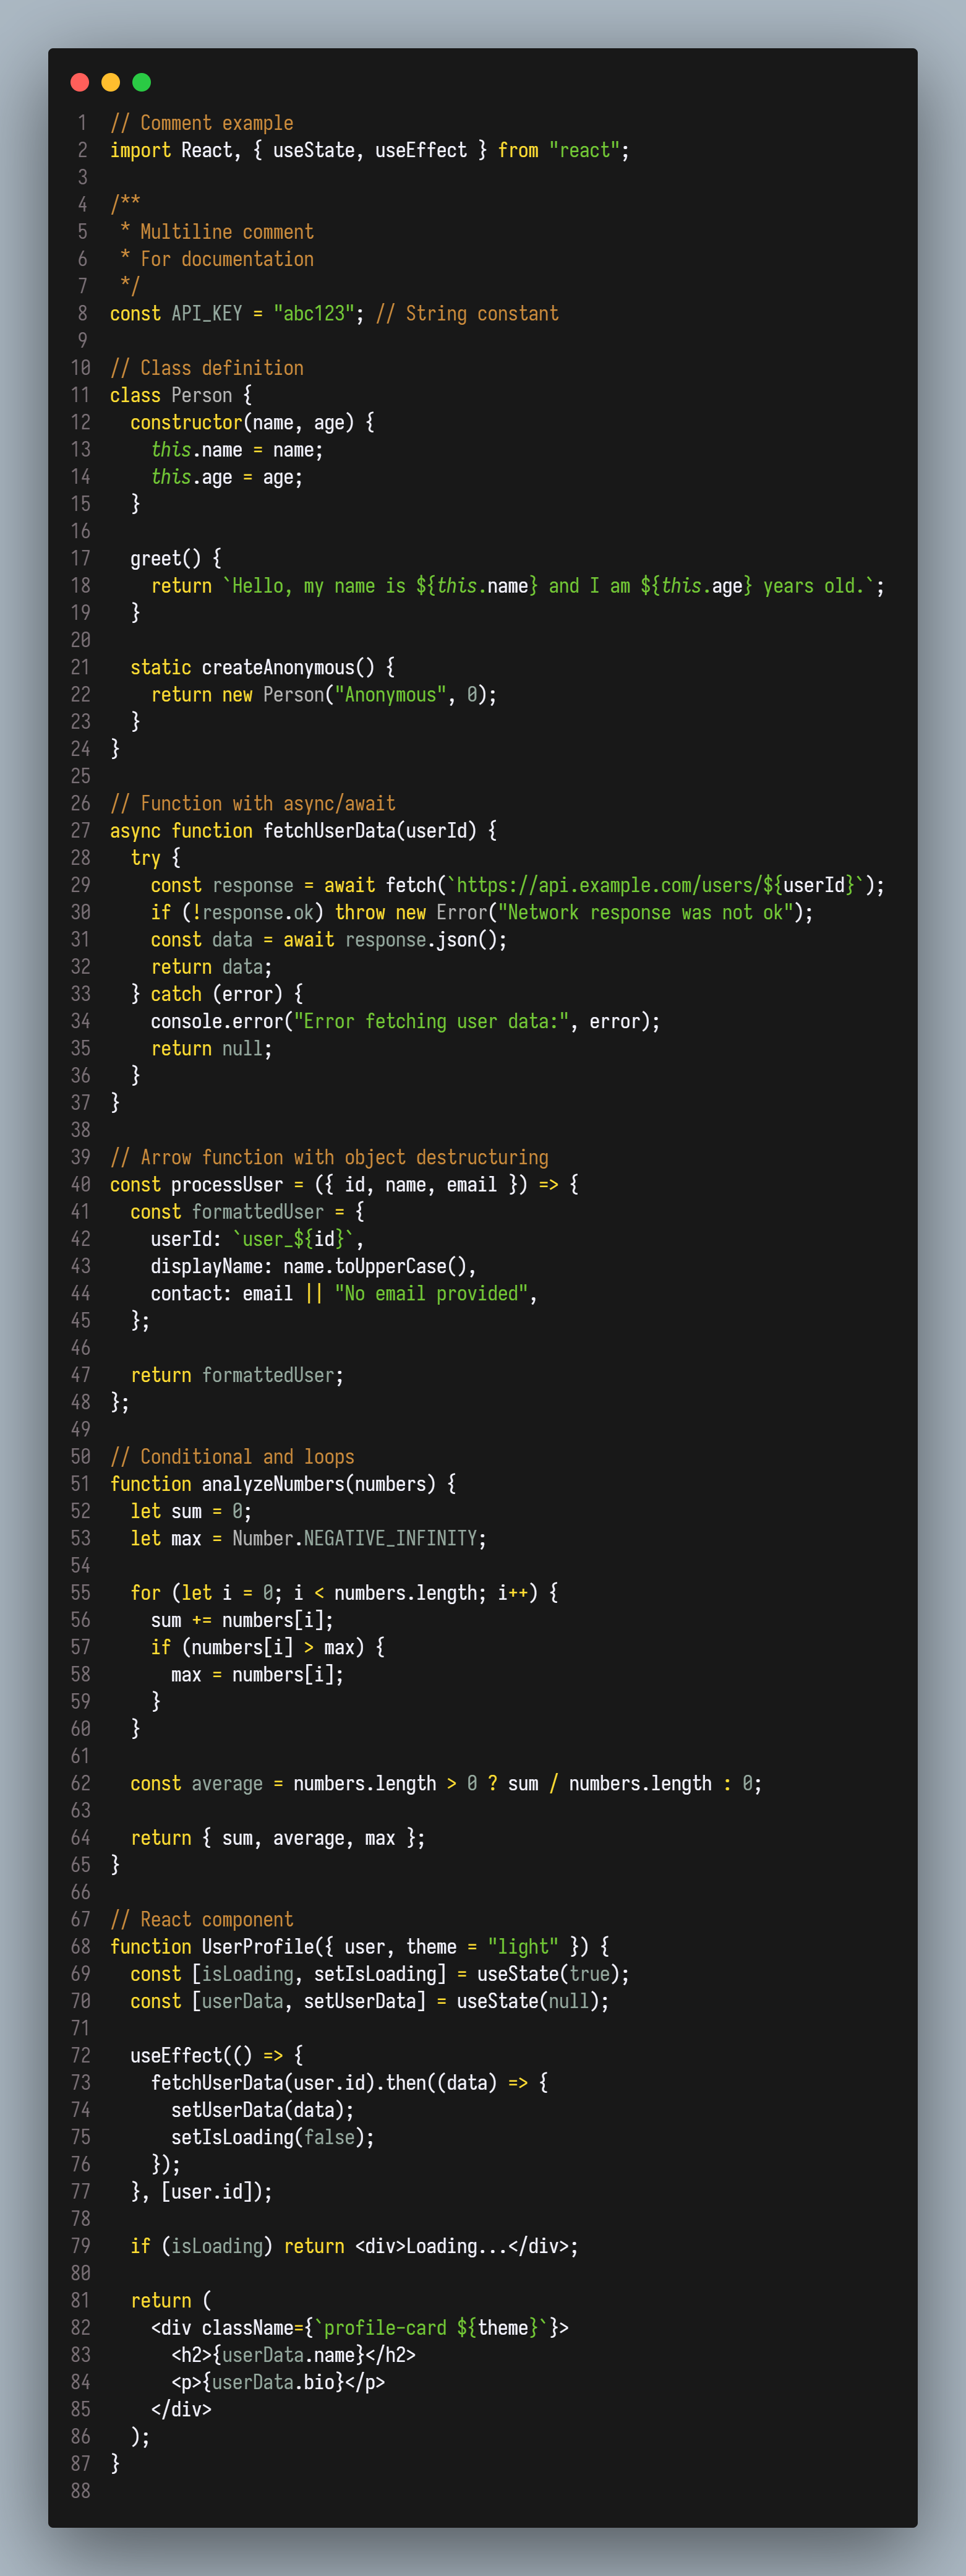 1 // Comment example
2 import React, { useState, useEffect } from "react";
3
4 /**
5  * Multiline comment
6  * For documentation
7  */
8 const API_KEY = "abc123"; // String constant
9
10 // Class definition
11 class Person {
12   constructor(name, age) {
13     this.name = name;
14     this.age = age;
15   }
16
17   greet() {
18     return `Hello, my name is ${this.name} and I am ${this.age} years old.`;
19   }
20
21   static createAnonymous() {
22     return new Person("Anonymous", 0);
23   }
24 }
25
26 // Function with async/await
27 async function fetchUserData(userId) {
28   try {
29     const response = await fetch(`https://api.example.com/users/${userId}`);
30     if (!response.ok) throw new Error("Network response was not ok");
31     const data = await response.json();
32     return data;
33   } catch (error) {
34     console.error("Error fetching user data:", error);
35     return null;
36   }
37 }
38
39 // Arrow function with object destructuring
40 const processUser = ({ id, name, email }) => {
41   const formattedUser = {
42     userId: `user_${id}`,
43     displayName: name.toUpperCase(),
44     contact: email || "No email provided",
45   };
46
47   return formattedUser;
48 };
49
50 // Conditional and loops
51 function analyzeNumbers(numbers) {
52   let sum = 0;
53   let max = Number.NEGATIVE_INFINITY;
54
55   for (let i = 0; i < numbers.length; i++) {
56     sum += numbers[i];
57     if (numbers[i] > max) {
58       max = numbers[i];
59     }
60   }
61
62   const average = numbers.length > 0 ? sum / numbers.length : 0;
63
64   return { sum, average, max };
65 }
66
67 // React component
68 function UserProfile({ user, theme = "light" }) {
69   const [isLoading, setIsLoading] = useState(true);
70   const [userData, setUserData] = useState(null);
71
72   useEffect(() => {
73     fetchUserData(user.id).then((data) => {
74       setUserData(data);
75       setIsLoading(false);
76     });
77   }, [user.id]);
78
79   if (isLoading) return <div>Loading...</div>;
80
81   return (
82     <div className={`profile-card ${theme}`}>
83       <h2>{userData.name}</h2>
84       <p>{userData.bio}</p>
85     </div>
86   );
87 }
88